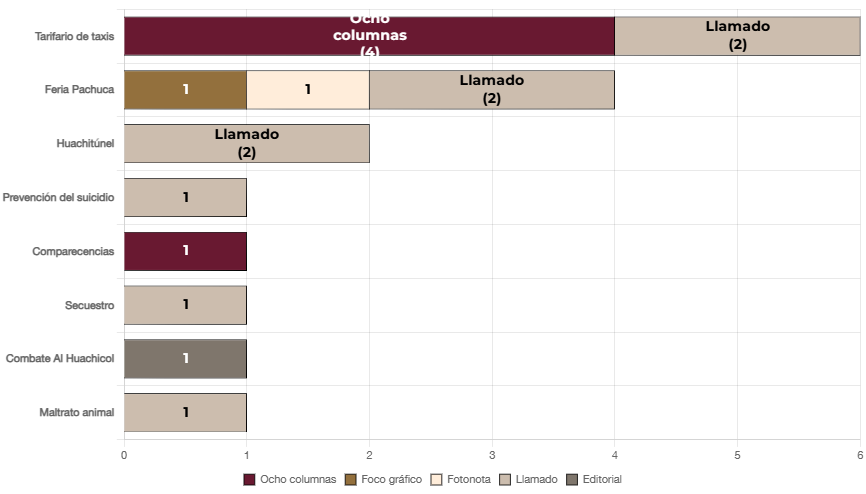 Tarifario de taxis
Ocho
columnas
(4)
Llamado
(2)
Feria Pachuca
1
1
Llamado
(2)
Huachitúnel
Llamado
(2)
Prevención del suicidio
1
Comparecencias
1
Secuestro
1
Combate Al Huachicol
1
Maltrato animal
1
0 1 2 3 4 5 6
Ocho columnas Foco gráfico Fotonota Llamado Editorial